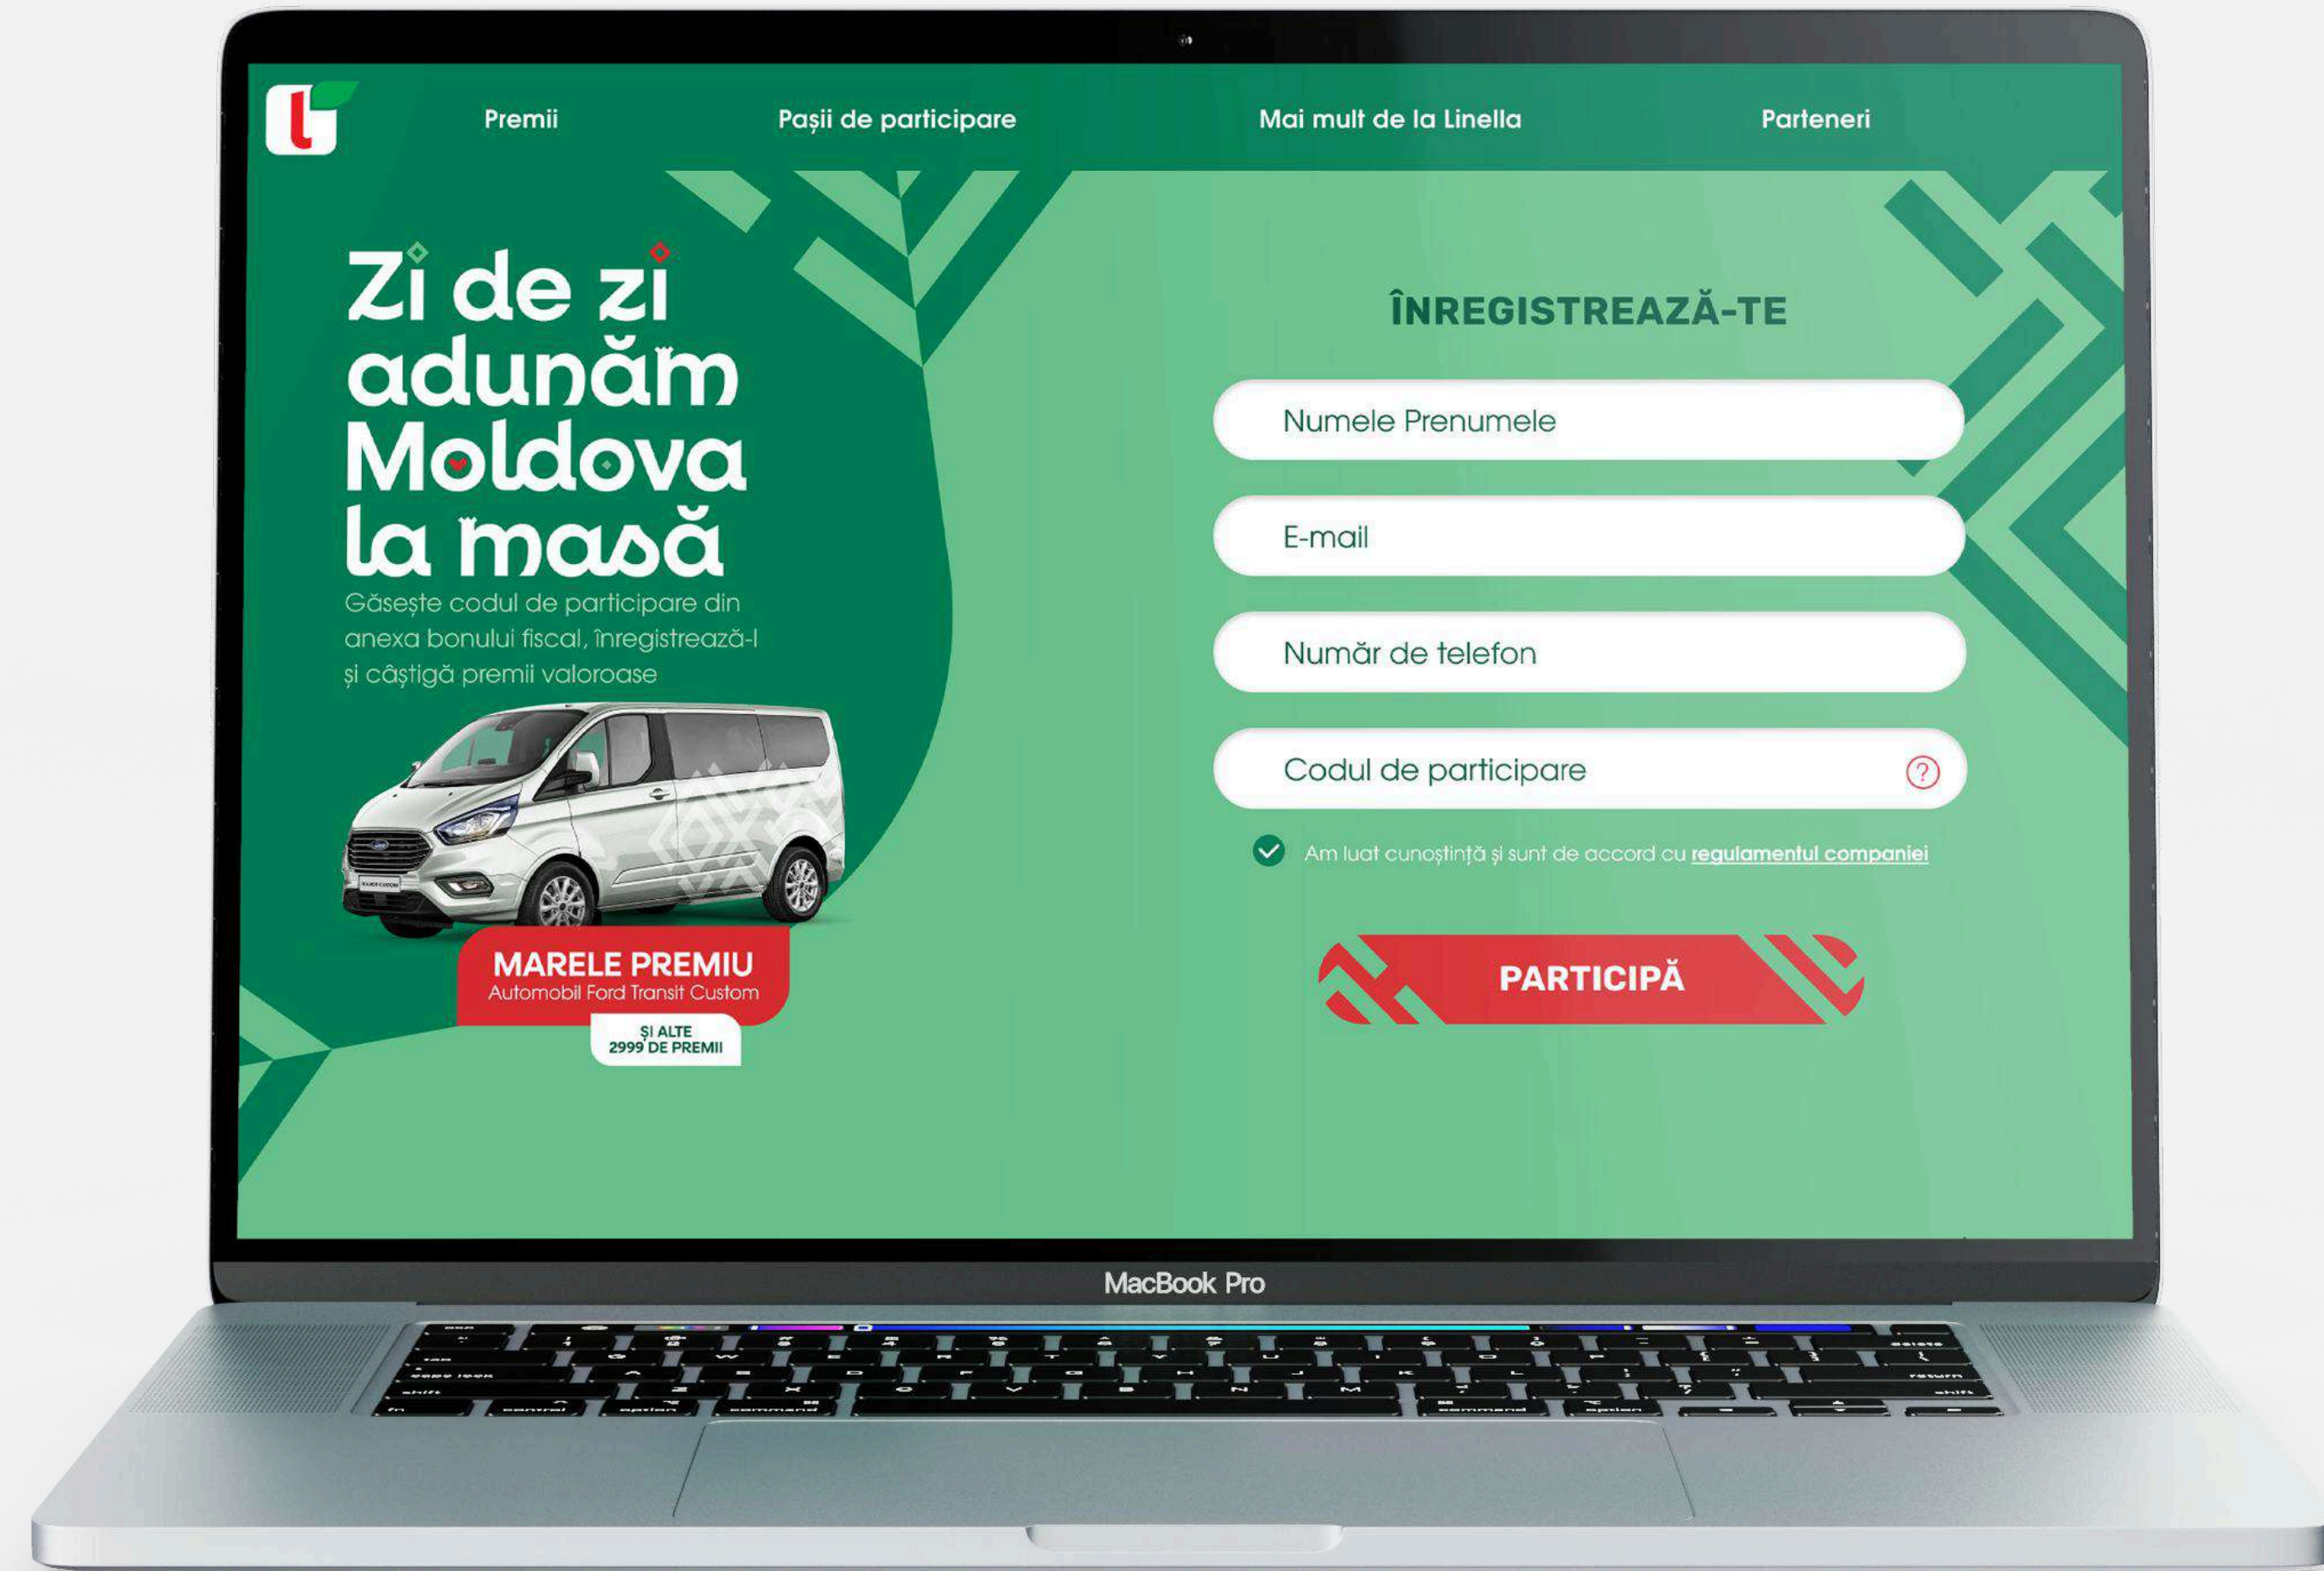 Premii
Pașii de participare
Mai mult de la Linella
Parteneri
Zi de zi
adunăm
Moldova
la masă
Găsește codul de participare din
anexa bonului fiscal, înregistrează-l
și câștigă premii valoroase
MARELE PREMIU
Automobil Ford Transit Custom
ȘI ALTE
2999 DE PREMII
ÎNREGISTREAZĂ-TE
Numele Prenumele
E-mail
Număr de telefon
Codul de participare
?
Am luat cunoștință și sunt de accord cu regulamentul companiei
PARTICIPĂ
MacBook Pro